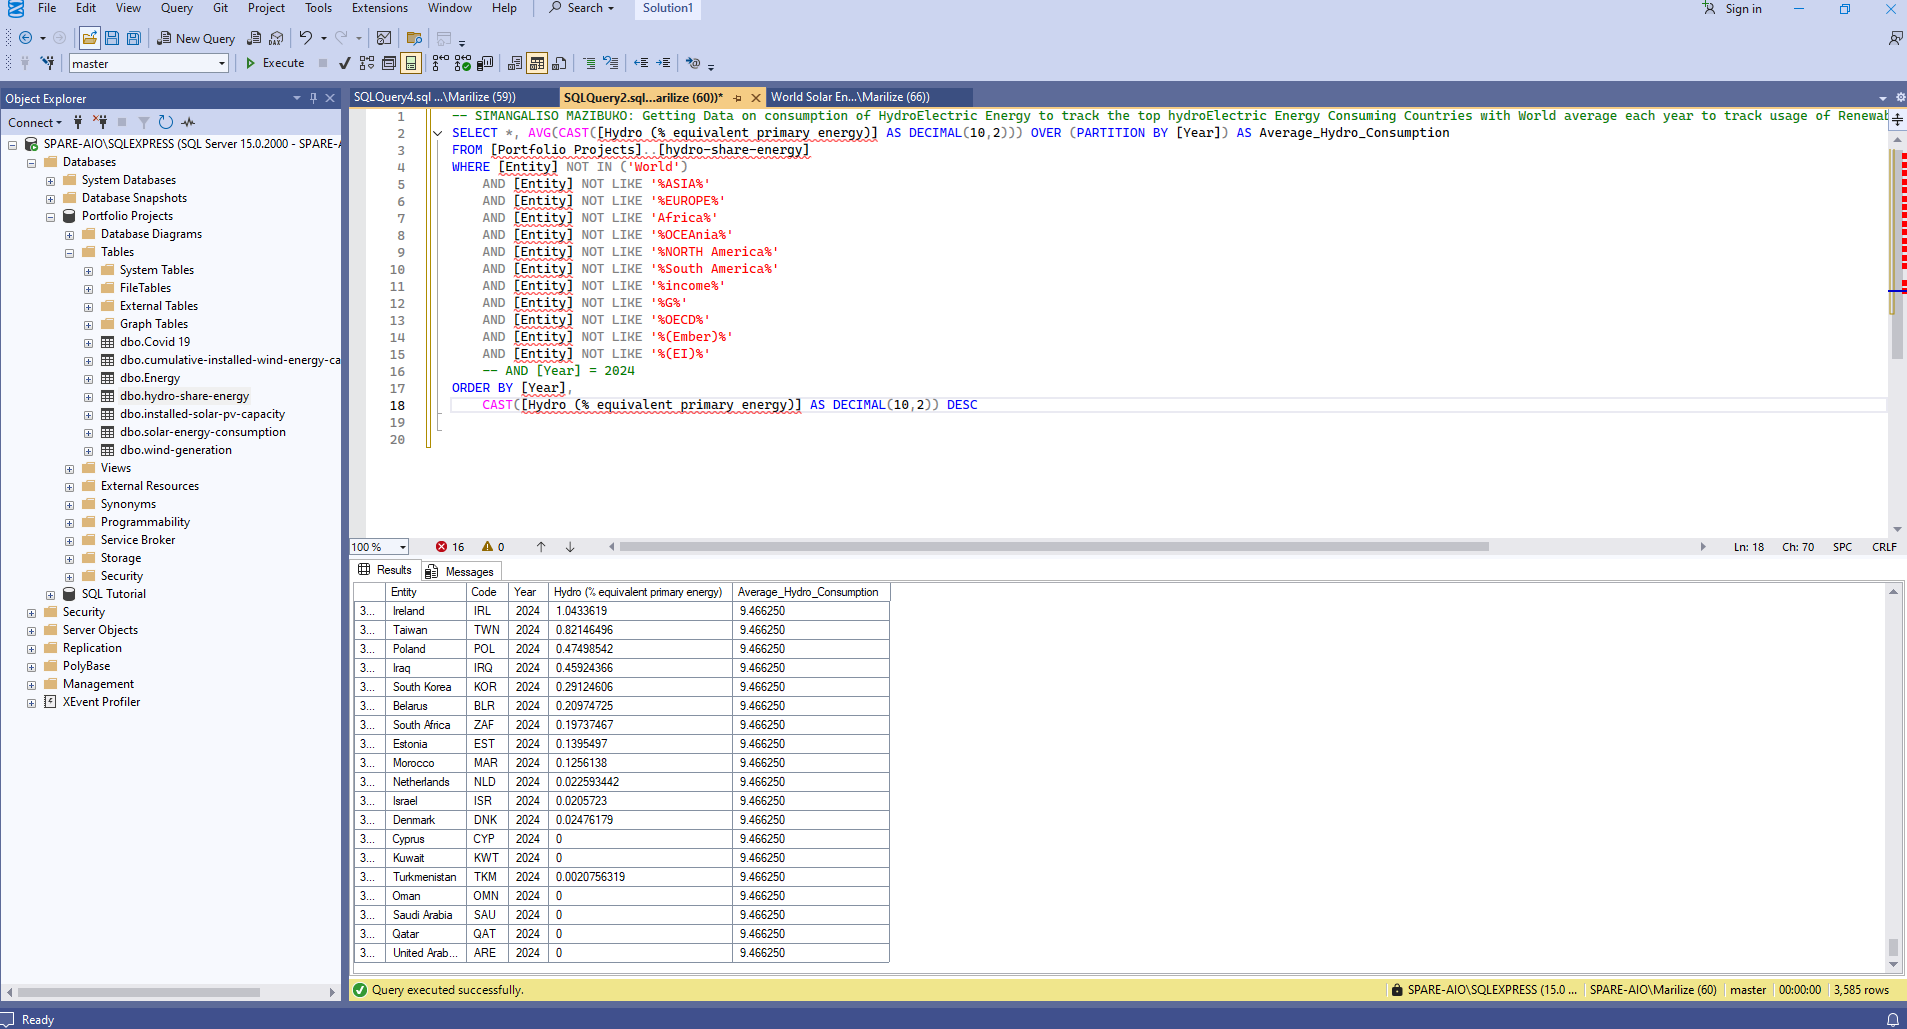 File Edit View Query Git Project Tools Extensions Window Help Search Solution1 Sign in
New Query DAX
master Execute
Object Explorer
Connect
SPARE-AIO\SQLEXPRESS (SQL Server 15.0.2000 - SPARE-A
Databases
System Databases
Database Snapshots
Portfolio Projects
Database Diagrams
Tables
System Tables
FileTables
External Tables
Graph Tables
dbo.Covid 19
dbo.cumulative-installed-wind-energy-ca
dbo.Energy
dbo.hydro-share-energy
dbo.installed-solar-pv-capacity
dbo.solar-energy-consumption
dbo.wind-generation
Views
External Resources
Synonyms
Programmability
Service Broker
Storage
Security
SQL Tutorial
Security
Server Objects
Replication
PolyBase
Management
XEvent Profiler
SQLQuery4.sql ...\Marilize (59)) SQLQuery2.sql...arilize (60))* World Solar En...\Marilize (66))
1 -- SIMANGALISO MAZIBUKO: Getting Data on consumption of HydroElectric Energy to track the top hydroElectric Energy Consuming Countries with World average each year to track usage of Renewab
2 SELECT *, AVG(CAST([Hydro (% equivalent primary energy)] AS DECIMAL(10,2))) OVER (PARTITION BY [Year]) AS Average_Hydro_Consumption
3 FROM [Portfolio Projects]..[hydro-share-energy]
4 WHERE [Entity] NOT IN ('World')
5 AND [Entity] NOT LIKE '%ASIA%'
6 AND [Entity] NOT LIKE '%EUROPE%'
7 AND [Entity] NOT LIKE 'Africa%'
8 AND [Entity] NOT LIKE '%OCEAnia%'
9 AND [Entity] NOT LIKE '%NORTH America%'
10 AND [Entity] NOT LIKE '%South America%'
11 AND [Entity] NOT LIKE '%income%'
12 AND [Entity] NOT LIKE '%G%'
13 AND [Entity] NOT LIKE '%OECD%'
14 AND [Entity] NOT LIKE '%(Ember)%'
15 AND [Entity] NOT LIKE '%(EI)%'
16 -- AND [Year] = 2024
17 ORDER BY [Year],
18 CAST([Hydro (% equivalent primary energy)] AS DECIMAL(10,2)) DESC
19
20
100 % 16 0 Ln: 18 Ch: 70 SPC CRLF
Results Messages
Entity Code Year Hydro (% equivalent primary energy) Average_Hydro_Consumption
3... Ireland IRL 2024 1.0433619 9.466250
3... Taiwan TWN 2024 0.82146496 9.466250
3... Poland POL 2024 0.47498542 9.466250
3... Iraq IRQ 2024 0.45924366 9.466250
3... South Korea KOR 2024 0.29124606 9.466250
3... Belarus BLR 2024 0.20974725 9.466250
3... South Africa ZAF 2024 0.19737467 9.466250
3... Estonia EST 2024 0.1395497 9.466250
3... Morocco MAR 2024 0.1256138 9.466250
3... Netherlands NLD 2024 0.022593442 9.466250
3... Israel ISR 2024 0.0205723 9.466250
3... Denmark DNK 2024 0.02476179 9.466250
3... Cyprus CYP 2024 0 9.466250
3... Kuwait KWT 2024 0 9.466250
3... Turkmenistan TKM 2024 0.0020756319 9.466250
3... Oman OMN 2024 0 9.466250
3... Saudi Arabia SAU 2024 0 9.466250
3... Qatar QAT 2024 0 9.466250
3... United Arab... ARE 2024 0 9.466250
Query executed successfully. SPARE-AIO\SQLEXPRESS (15.0 ... SPARE-AIO\Marilize (60) master 00:00:00 3,585 rows
Ready